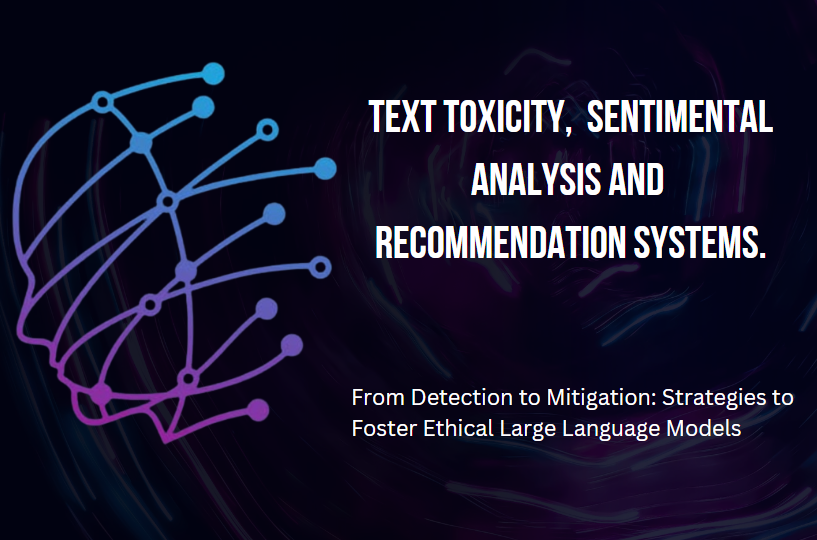 TEXT TOXICITY, SENTIMENTAL
ANALYSIS AND
RECOMMENDATION SYSTEMS.
From Detection to Mitigation: Strategies to
Foster Ethical Large Language Models